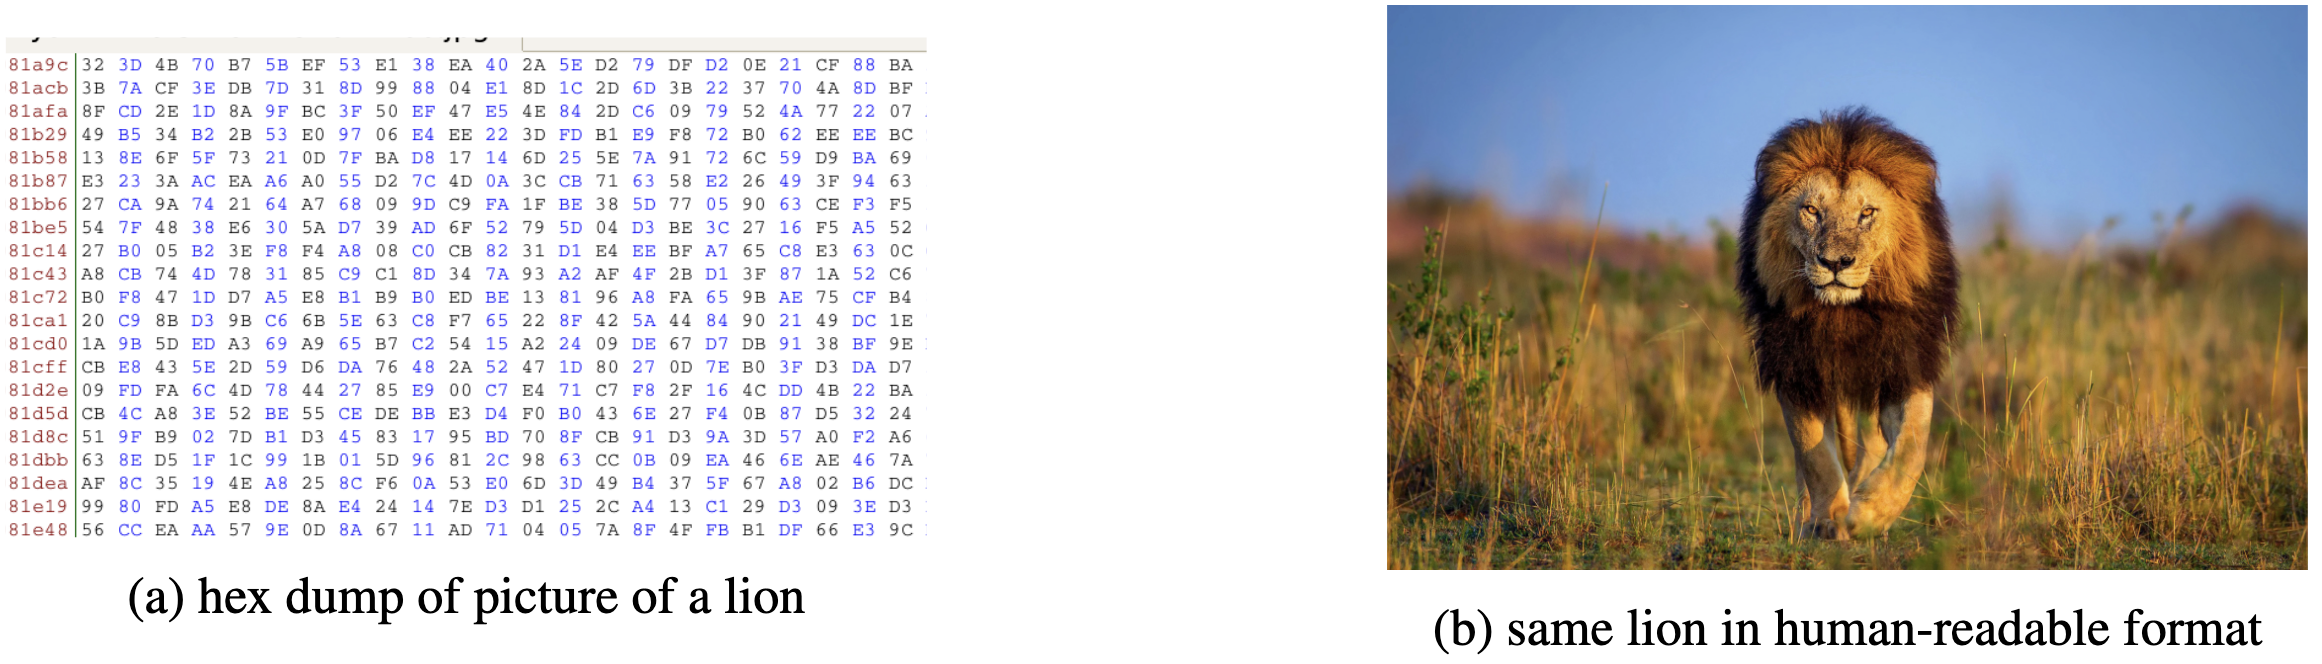 81a9c 32 3D 4B 70 B7 5B EF 53 E1 38 EA 40 2A 5E D2 79 DF D2 0E 21 CF 88 BA
81acb 3B 7A CF 3E DB 7D 31 8D 99 88 04 E1 8D 1C 2D 6D 3B 22 37 70 4A 8D BF
81afa 8F CD 2E 1D 8A 9F BC 3F 50 EF 47 E5 4E 84 2D C6 09 79 52 4A 77 22 07
81b29 49 B5 34 B2 2B 53 E0 97 06 E4 EE 22 3D FD B1 E9 F8 72 B0 62 EE EE BC
81b58 13 8E 6F 5F 73 21 0D 7F BA D8 17 14 6D 25 5E 7A 91 72 6C 59 D9 BA 69
81b87 E3 23 3A AC EA A6 A0 55 D2 7C 4D 0A 3C CB 71 63 58 E2 26 49 3F 94 63
81bb6 27 CA 9A 74 21 64 A7 68 09 9D C9 FA 1F BE 38 5D 77 05 90 63 CE F3 F5
81be5 54 7F 48 38 E6 30 5A D7 39 AD 6F 52 79 5D 04 D3 BE 3C 27 16 F5 A5 52
81c14 27 B0 05 B2 3E F8 F4 A8 08 C0 CB 82 31 D1 E4 EE BF A7 65 C8 E3 63 0C
81c43 A8 CB 74 4D 78 31 85 C9 C1 8D 34 7A 93 A2 AF 4F 2B D1 3F 87 1A 52 C6
81c72 B0 F8 47 1D D7 A5 E8 B1 B9 B0 ED BE 13 81 96 A8 FA 65 9B AE 75 CF B4
81ca1 20 C9 8B D3 9B C6 6B 5E 63 C8 F7 65 22 8F 42 5A 44 84 90 21 49 DC 1E
81cd0 1A 9B 5D ED A3 69 A9 65 B7 C2 54 15 A2 24 09 DE 67 D7 DB 91 38 BF 9E
81cff CB E8 43 5E 2D 59 D6 DA 76 48 2A 52 47 1D 80 27 0D 7E B0 3F D3 DA D7
81d2e 09 FD FA 6C 4D 78 44 27 85 E9 00 C7 E4 71 C7 F8 2F 16 4C DD 4B 22 BA
81d5d CB 4C A8 3E 52 BE 55 CE DE BB E3 D4 F0 B0 43 6E 27 F4 0B 87 D5 32 24
81d8c 51 9F B9 02 7D B1 D3 45 83 17 95 BD 70 8F CB 91 D3 9A 3D 57 A0 F2 A6
81dbb 63 8E D5 1F 1C 99 1B 01 5D 96 81 2C 98 63 CC 0B 09 EA 46 6E AE 46 7A
81dea AF 8C 35 19 4E A8 25 8C F6 0A 53 E0 6D 3D 49 B4 37 5F 67 A8 02 B6 DC
81e19 99 80 FD A5 E8 DE 8A E4 24 14 7E D3 D1 25 2C A4 13 C1 29 D3 09 3E D3
81e48 56 CC EA AA 57 9E 0D 8A 67 11 AD 71 04 05 7A 8F 4F FB B1 DF 66 E3 9C
(a) hex dump of picture of a lion
(b) same lion in human-readable format